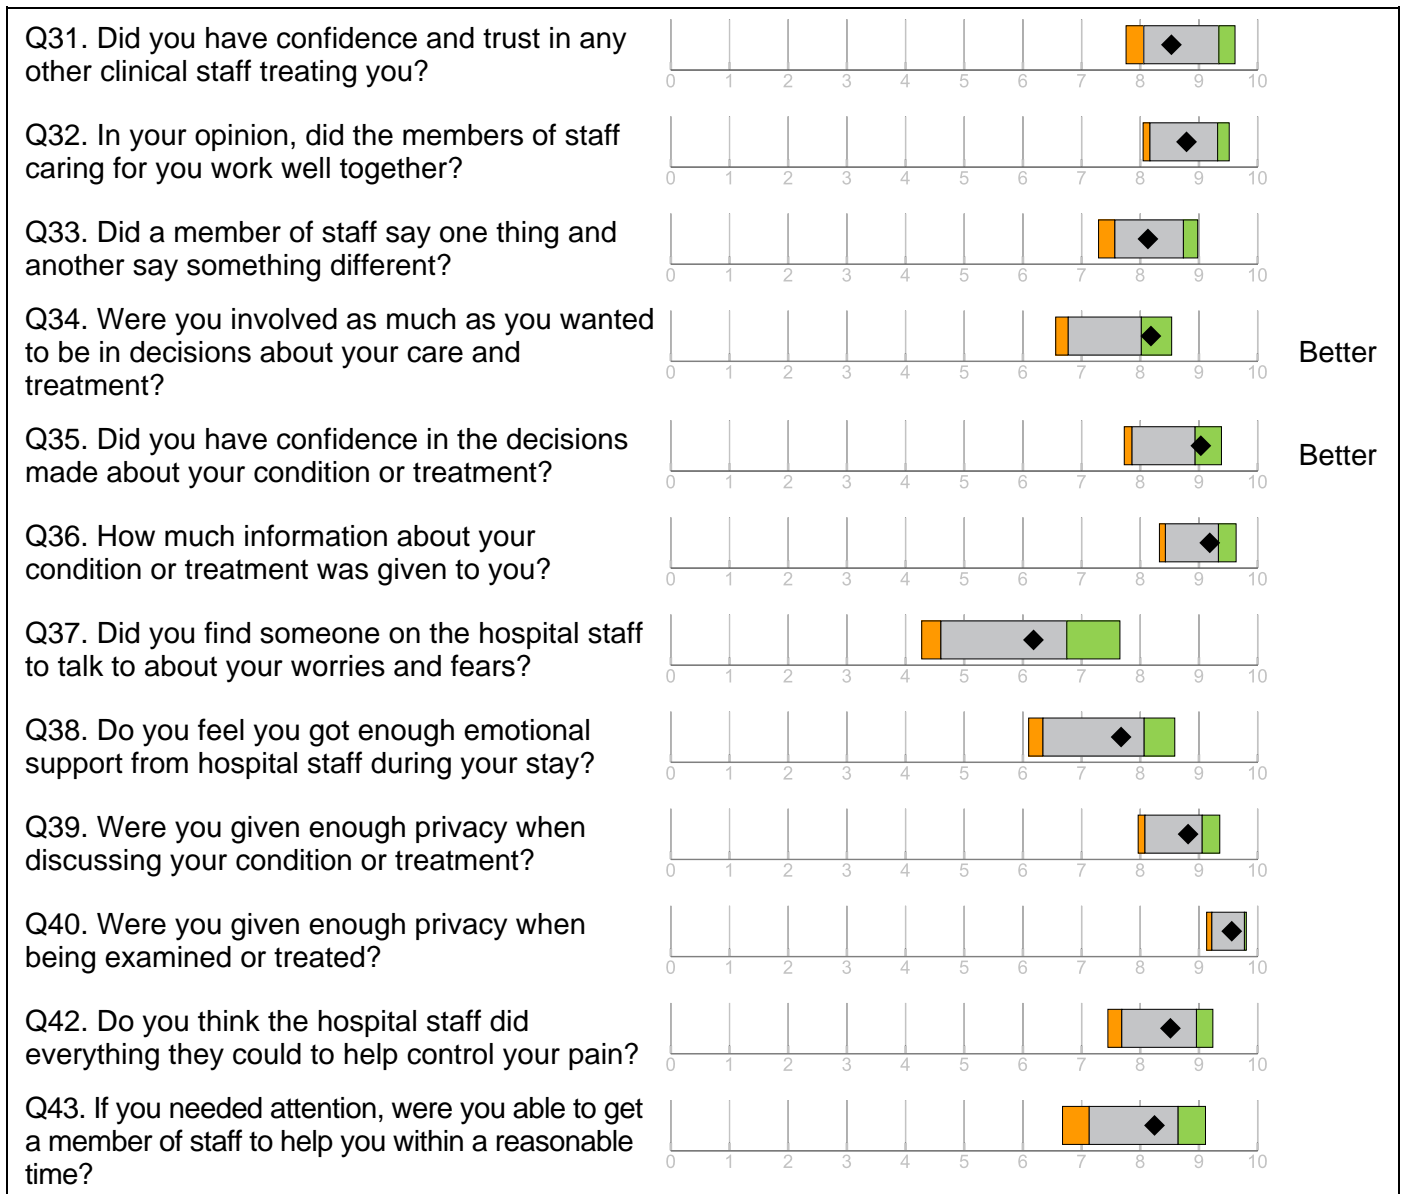 Q31. Did you have confidence and trust in any
other clinical staff treating you?
0 1 2 3 4 5 6 7 8 9 10
Q32. In your opinion, did the members of staff
caring for you work well together?
0 1 2 3 4 5 6 7 8 9 10
Q33. Did a member of staff say one thing and
another say something different?
0 1 2 3 4 5 6 7 8 9 10
Q34. Were you involved as much as you wanted
to be in decisions about your care and
treatment?
0 1 2 3 4 5 6 7 8 9 10
Better
Q35. Did you have confidence in the decisions
made about your condition or treatment?
0 1 2 3 4 5 6 7 8 9 10
Better
Q36. How much information about your
condition or treatment was given to you?
0 1 2 3 4 5 6 7 8 9 10
Q37. Did you find someone on the hospital staff
to talk to about your worries and fears?
0 1 2 3 4 5 6 7 8 9 10
Q38. Do you feel you got enough emotional
support from hospital staff during your stay?
0 1 2 3 4 5 6 7 8 9 10
Q39. Were you given enough privacy when
discussing your condition or treatment?
0 1 2 3 4 5 6 7 8 9 10
Q40. Were you given enough privacy when
being examined or treated?
0 1 2 3 4 5 6 7 8 9 10
Q42. Do you think the hospital staff did
everything they could to help control your pain?
0 1 2 3 4 5 6 7 8 9 10
Q43. If you needed attention, were you able to get
a member of staff to help you within a reasonable
time?
0 1 2 3 4 5 6 7 8 9 10